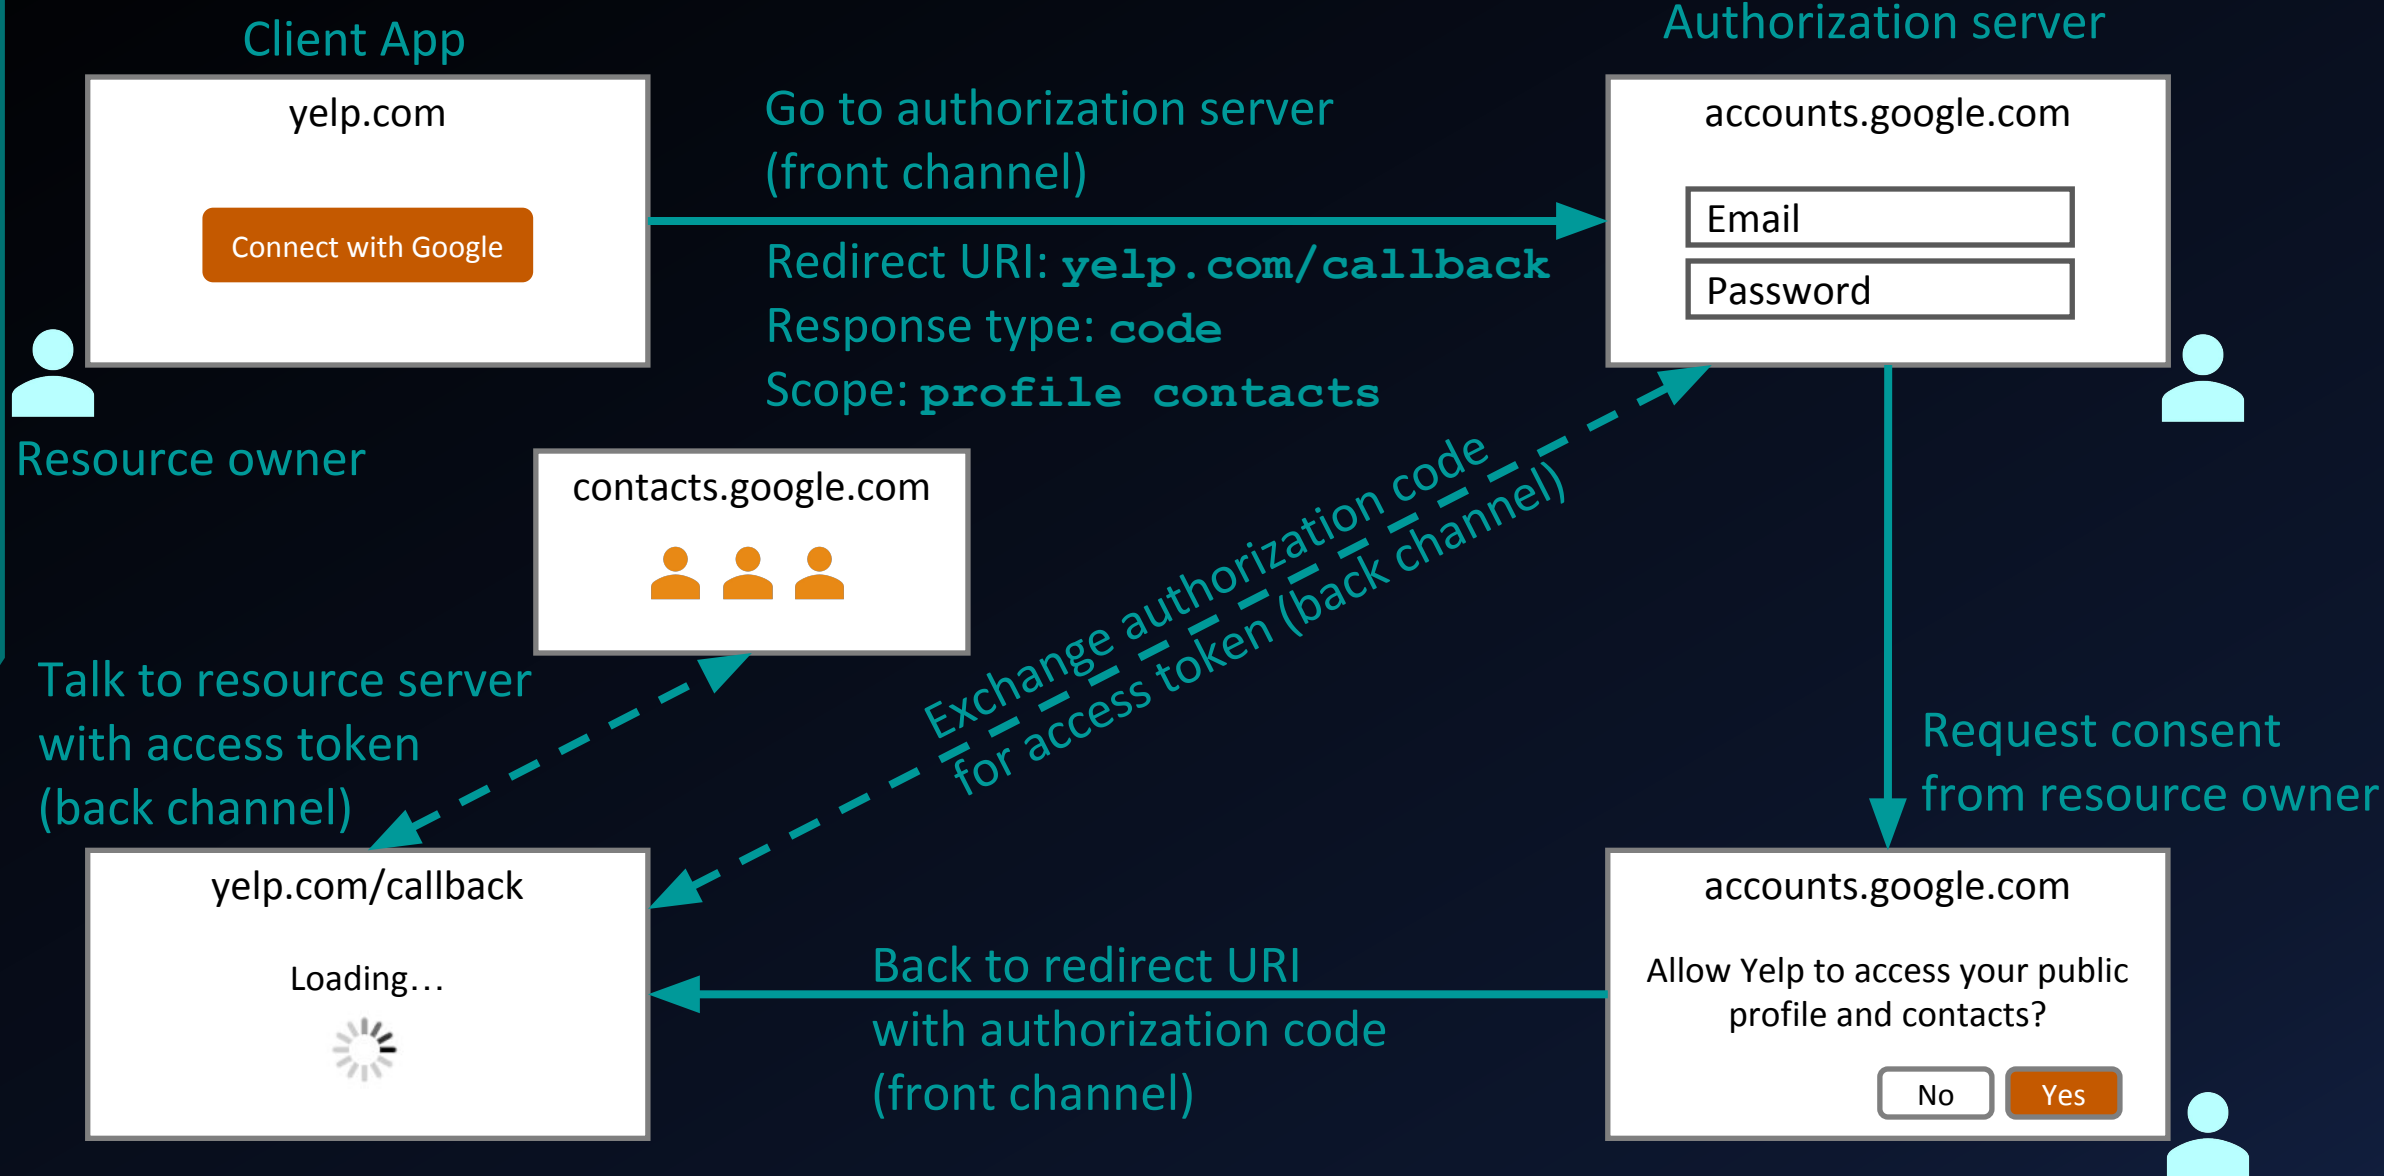 Client App
yelp.com
Connect with Google
Resource owner
Go to authorization server
(front channel)
Redirect URI: yelp.com/callback
Response type: code
Scope: profile contacts
Authorization server
accounts.google.com
Email
Password
contacts.google.com
Exchange authorization code
for access token (back channel)
Talk to resource server
with access token
(back channel)
Request consent
from resource owner
yelp.com/callback
Loading...
Back to redirect URI
with authorization code
(front channel)
accounts.google.com
Allow Yelp to access your public
profile and contacts?
No
Yes